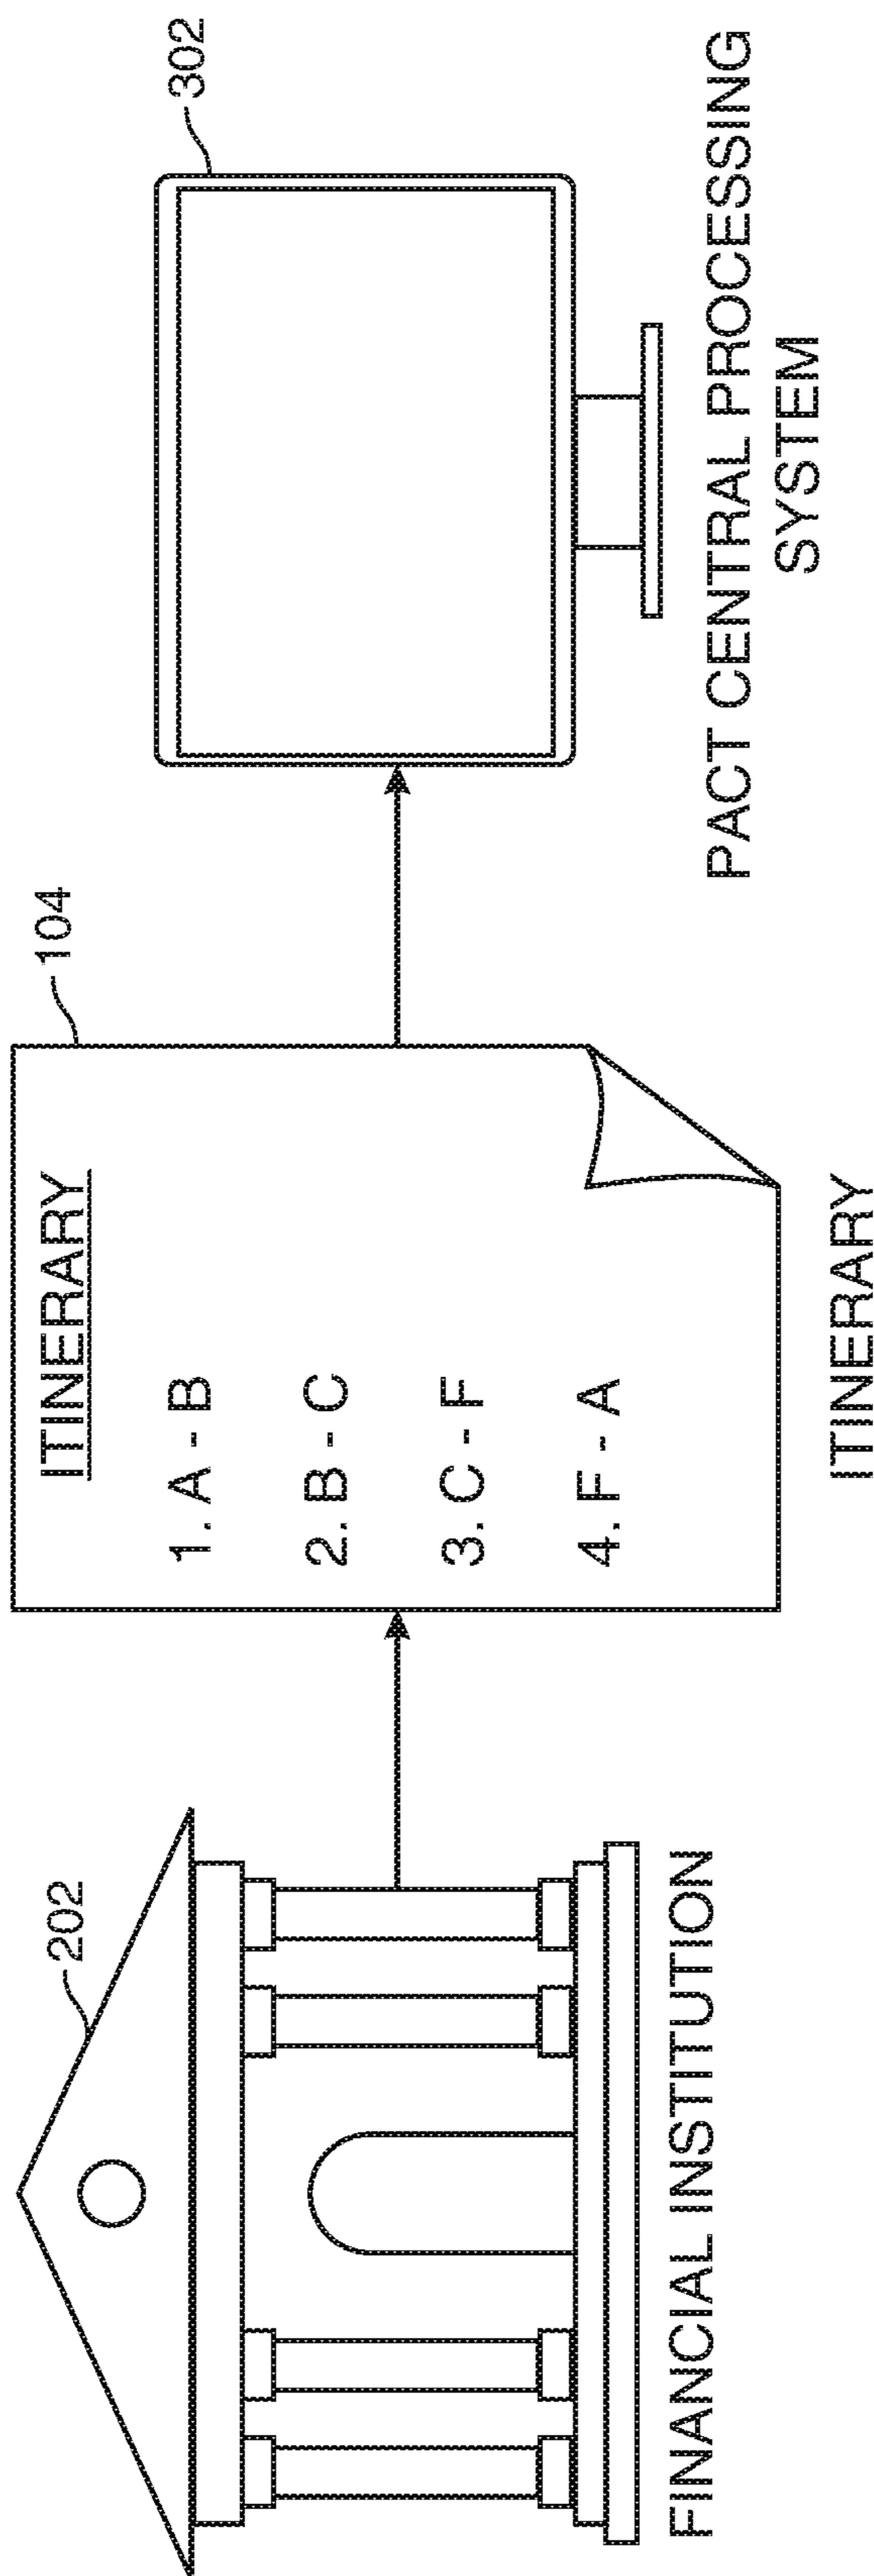 202
FINANCIAL INSTITUTION
104
ITINERARY
1. A - B
2. B - C
3. C - F
4. F - A
ITINERARY
302
PACT CENTRAL PROCESSING
SYSTEM